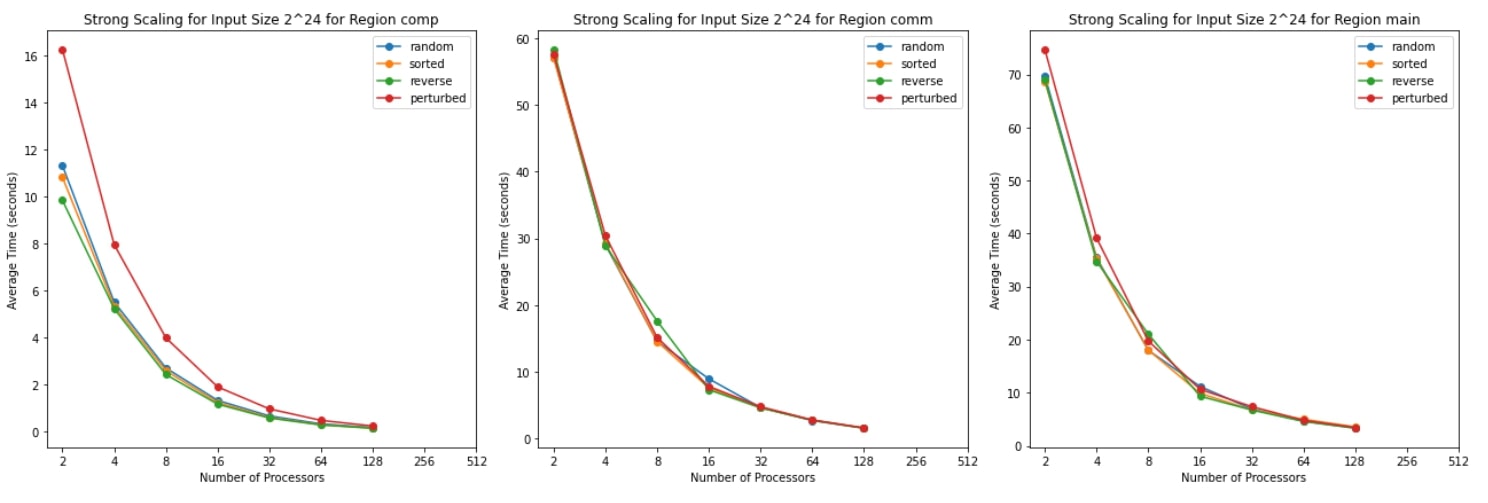 Strong Scaling for Input Size 2^24 for Region comp
random
sorted
reverse
perturbed
Average Time (seconds)
16
14
12
10
8
6
4
2
0
2 4 8 16 32 64 128 256 512
Number of Processors
Strong Scaling for Input Size 2^24 for Region comm
random
sorted
reverse
perturbed
Average Time (seconds)
60
50
40
30
20
10
0
2 4 8 16 32 64 128 256 512
Number of Processors
Strong Scaling for Input Size 2^24 for Region main
random
sorted
reverse
perturbed
Average Time (seconds)
70
60
50
40
30
20
10
0
2 4 8 16 32 64 128 256 512
Number of Processors